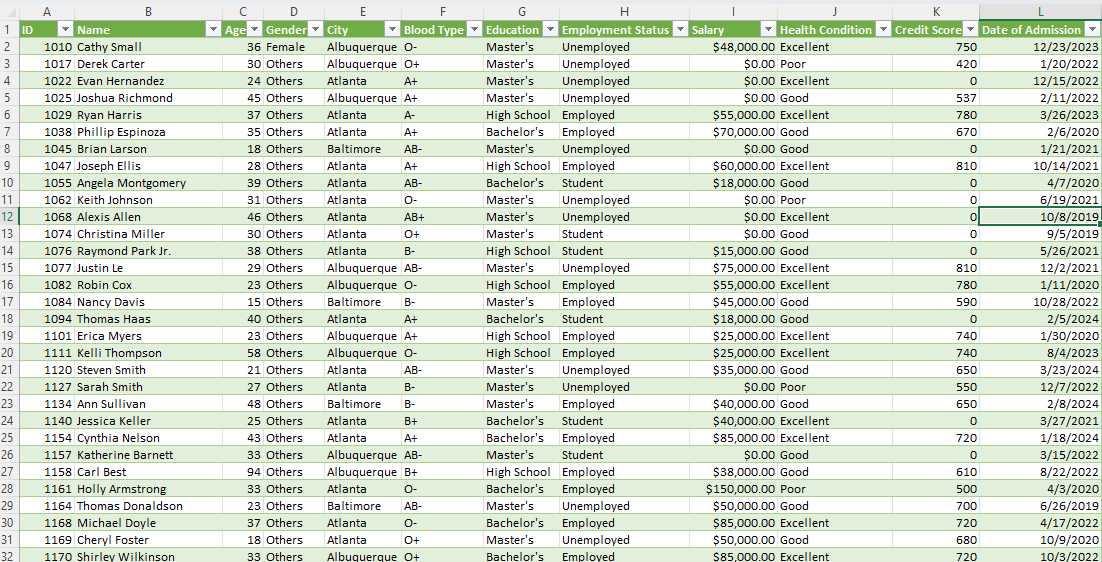 A B C D E F G H I J K L
1 ID Name Age Gender City Blood Type Education Employment Status Salary Health Condition Credit Score Date of Admission
2 1010 Cathy Small 36 Female Albuquerque O- Master's Unemployed $48,000.00 Excellent 750 12/23/2023
3 1017 Derek Carter 30 Others Albuquerque O+ Master's Unemployed $0.00 Poor 420 1/20/2022
4 1022 Evan Hernandez 24 Others Atlanta A+ Master's Unemployed $0.00 Excellent 0 12/15/2022
5 1025 Joshua Richmond 45 Others Albuquerque A+ Master's Unemployed $0.00 Good 537 2/11/2022
6 1029 Ryan Harris 37 Others Atlanta A- High School Employed $55,000.00 Excellent 780 3/26/2023
7 1038 Phillip Espinoza 35 Others Atlanta A+ Bachelor's Employed $70,000.00 Good 670 2/6/2020
8 1045 Brian Larson 18 Others Baltimore AB- Master's Unemployed $0.00 Good 0 1/21/2021
9 1047 Joseph Ellis 28 Others Atlanta A+ High School Employed $60,000.00 Excellent 810 10/14/2021
10 1055 Angela Montgomery 39 Others Atlanta AB- Bachelor's Student $18,000.00 Good 0 4/7/2020
11 1062 Keith Johnson 31 Others Atlanta O- Master's Unemployed $0.00 Poor 0 6/19/2021
12 1068 Alexis Allen 46 Others Atlanta AB+ Master's Unemployed $0.00 Excellent 0 10/8/2019
13 1074 Christina Miller 30 Others Atlanta O+ Master's Student $0.00 Good 0 9/5/2019
14 1076 Raymond Park Jr. 38 Others Atlanta B- High School Student $15,000.00 Good 0 5/26/2021
15 1077 Justin Le 29 Others Albuquerque AB- Master's Unemployed $75,000.00 Excellent 810 12/2/2021
16 1082 Robin Cox 23 Others Albuquerque O- High School Employed $55,000.00 Excellent 780 1/11/2020
17 1084 Nancy Davis 15 Others Baltimore B- Master's Employed $45,000.00 Good 590 10/28/2022
18 1094 Thomas Haas 40 Others Atlanta A+ Bachelor's Student $18,000.00 Good 0 2/5/2024
19 1101 Erica Myers 23 Others Albuquerque A+ High School Employed $25,000.00 Excellent 740 1/30/2020
20 1111 Kelli Thompson 58 Others Albuquerque O- High School Employed $25,000.00 Excellent 740 8/4/2023
21 1120 Steven Smith 21 Others Atlanta AB- Master's Unemployed $35,000.00 Good 650 3/23/2024
22 1127 Sarah Smith 27 Others Atlanta B- Master's Unemployed $0.00 Poor 550 12/7/2022
23 1134 Ann Sullivan 48 Others Baltimore B- Master's Employed $40,000.00 Good 650 2/8/2024
24 1140 Jessica Keller 25 Others Atlanta B+ Bachelor's Student $40,000.00 Excellent 0 3/27/2021
25 1154 Cynthia Nelson 43 Others Atlanta A+ Bachelor's Employed $85,000.00 Excellent 720 1/18/2024
26 1157 Katherine Barnett 33 Others Albuquerque AB- Master's Student $0.00 Good 0 3/15/2022
27 1158 Carl Best 94 Others Albuquerque B+ High School Employed $38,000.00 Good 610 8/22/2022
28 1161 Holly Armstrong 33 Others Atlanta O- Bachelor's Employed $150,000.00 Poor 500 4/3/2020
29 1164 Thomas Donaldson 23 Others Baltimore AB- Master's Unemployed $50,000.00 Good 700 6/26/2019
30 1168 Michael Doyle 37 Others Atlanta O- Bachelor's Employed $85,000.00 Excellent 720 4/17/2022
31 1169 Cheryl Foster 18 Others Atlanta O+ Master's Unemployed $50,000.00 Good 680 10/9/2020
32 1170 Shirley Wilkinson 33 Others Albuquerque O+ Bachelor's Employed $85,000.00 Excellent 720 10/3/2022